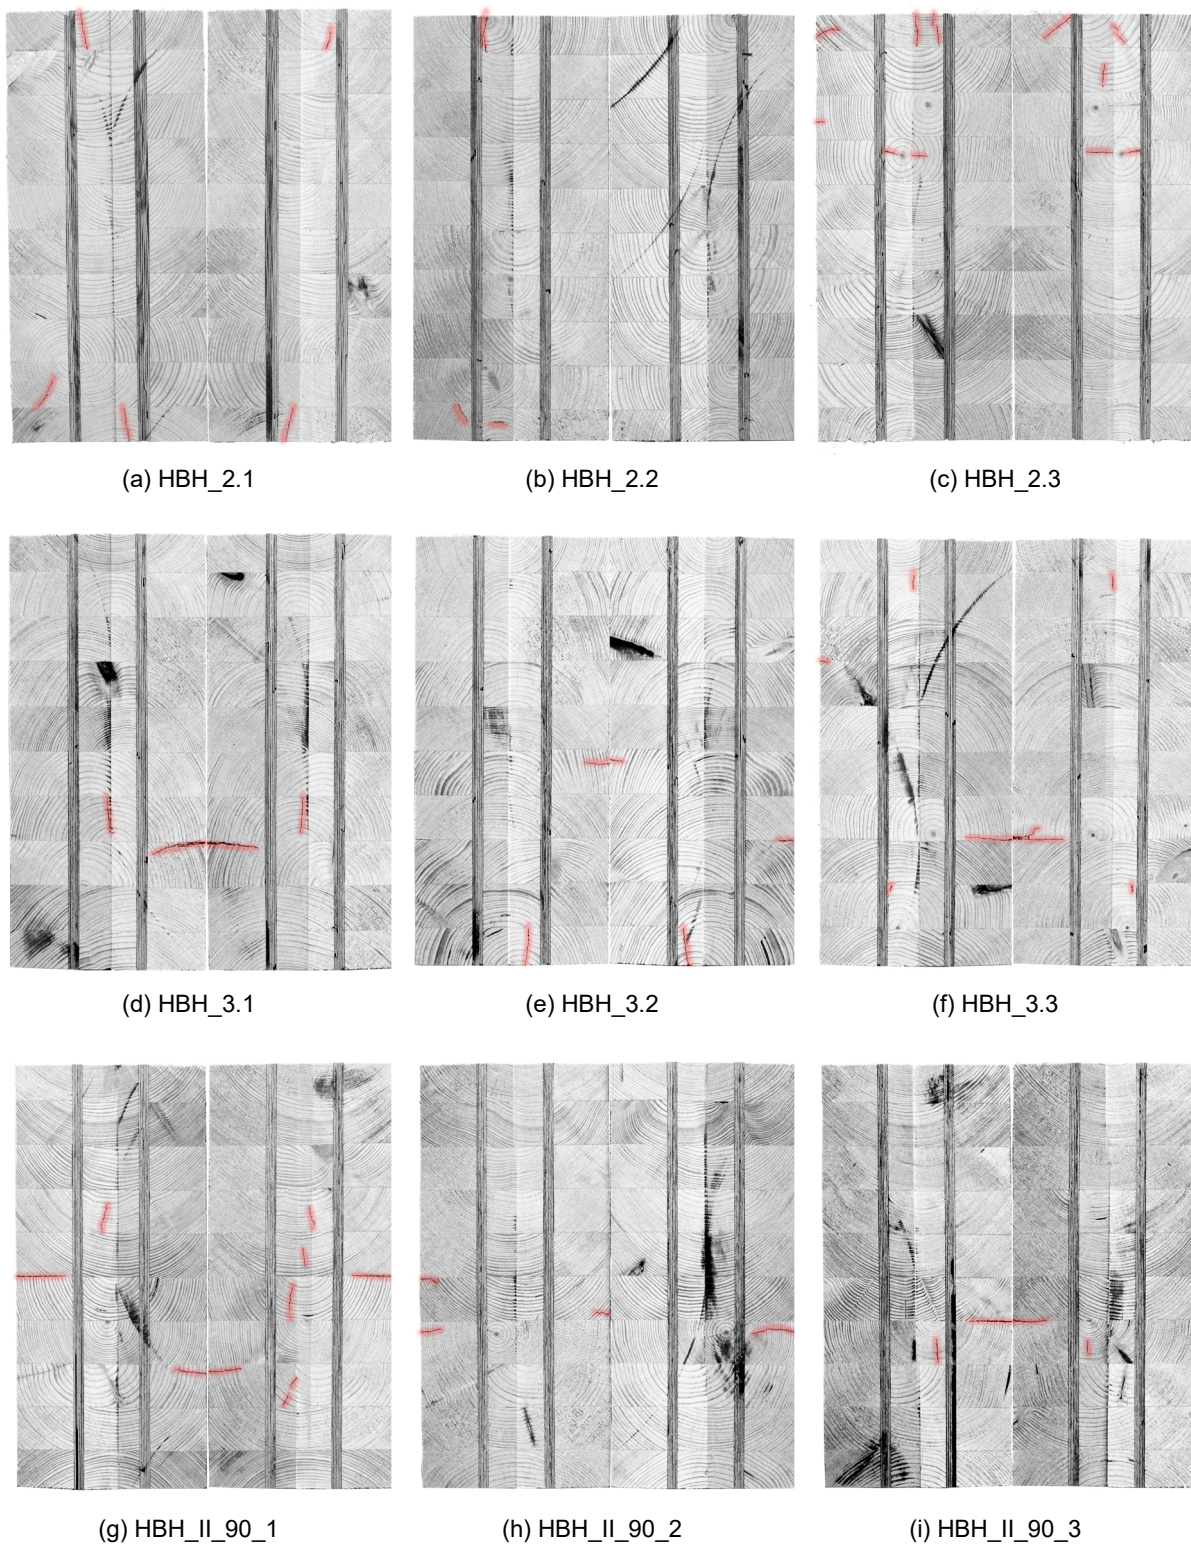 (a) HBH_2.1
(b) HBH_2.2
(c) HBH_2.3
(d) HBH_3.1
(e) HBH_3.2
(f) HBH_3.3
(g) HBH_II_90_1
(h) HBH_II_90_2
(i) HBH_II_90_3